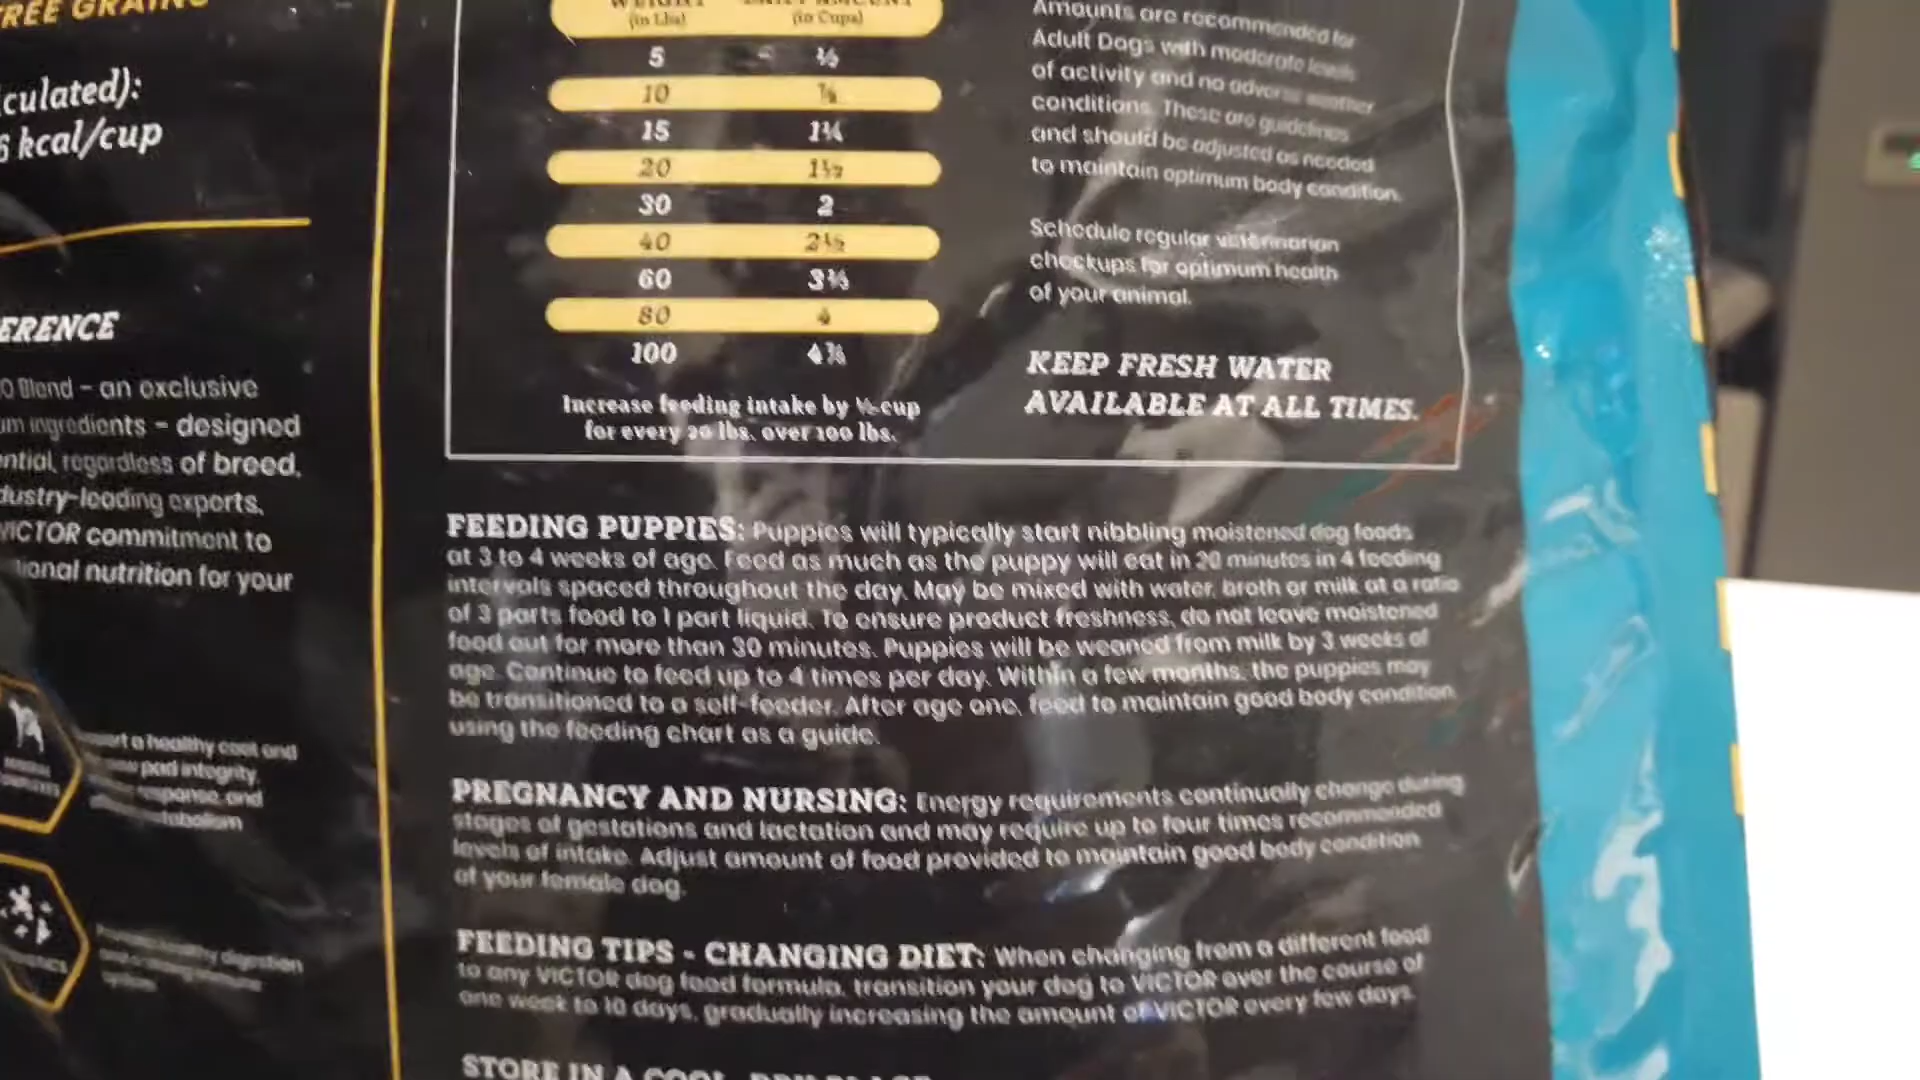 FREE GRAINS
culated):
6 kcal/cup
ERENCE
O Blend – an exclusive
um ingredients – designed
ntial, regardless of breed,
dustry-leading experts,
VICTOR commitment to
tional nutrition for your
a healthy coat and
pad integrity,
response and
healthy digestion
WEIGHT
(in Lbs)
(in Cups)
5
10
15 1¼
20 1½
30 2
40 2½
60
80 4
100
Increase feeding intake by ½-cup
for every 20 lbs. over 100 lbs.
Amounts are recommended for
Adult Dogs with moderate levels
of activity and no adverse weather
conditions. These are guidelines
and should be adjusted as needed
to maintain optimum body condition.
Schedule regular veterinarian
checkups for optimum health
of your animal.
KEEP FRESH WATER
AVAILABLE AT ALL TIMES.
FEEDING PUPPIES: Puppies will typically start nibbling moistened dog foods
at 3 to 4 weeks of age. Feed as much as the puppy will eat in 20 minutes in 4 feeding
intervals spaced throughout the day. May be mixed with water, broth or milk at a ratio
of 3 parts food to 1 part liquid. To ensure product freshness, do not leave moistened
food out for more than 30 minutes. Puppies will be weaned from milk by 3 weeks of
age. Continue to feed up to 4 times per day. Within a few months, the puppies may
be transitioned to a self-feeder. After age one, feed to maintain good body condition
using the feeding chart as a guide.
PREGNANCY AND NURSING: Energy requirements continually change during
stages of gestations and lactation and may require up to four times recommended
levels of intake. Adjust amount of food provided to maintain good body condition
of your female dog.
FEEDING TIPS - CHANGING DIET: When changing from a different food
to any VICTOR dog food formula, transition your dog to VICTOR over the course of
one week to 10 days, gradually increasing the amount of VICTOR every few days.
STORE IN A COOL, DRY PLACE